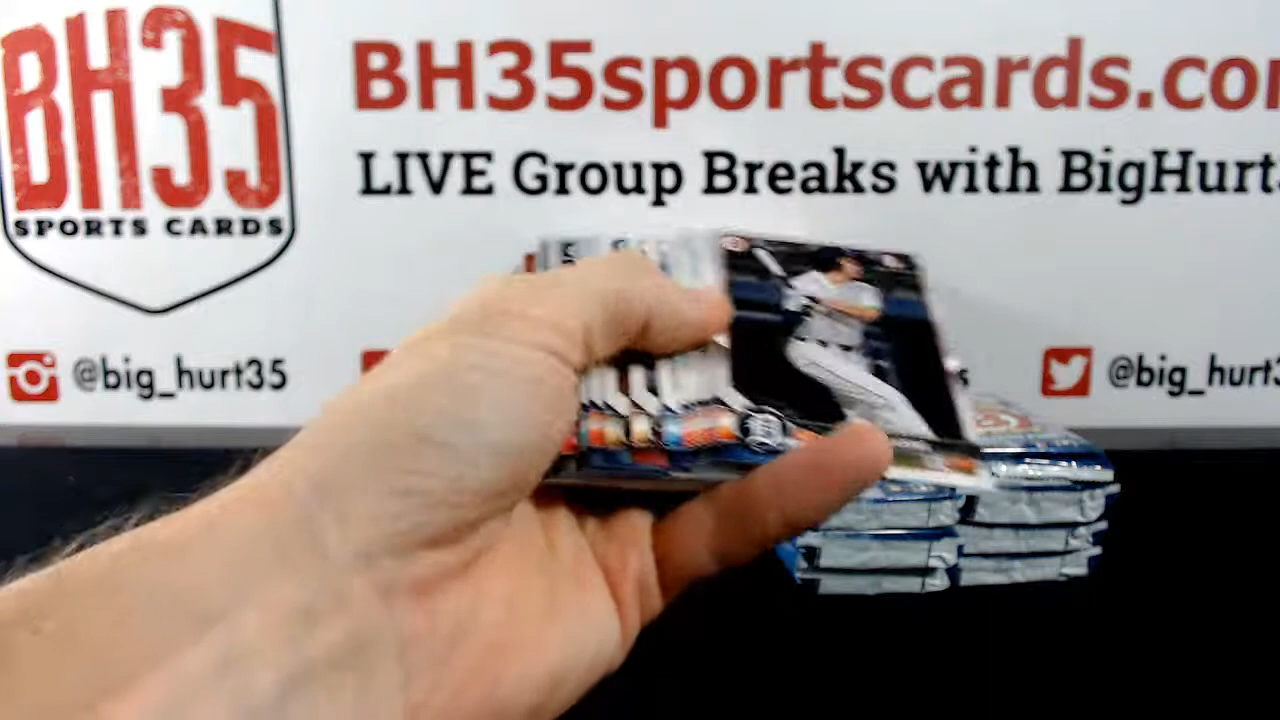 BH35
SPORTS CARDS
BH35sportscards.co
LIVE Group Breaks with BigHurt
@big_hurt35
@big_hurt3